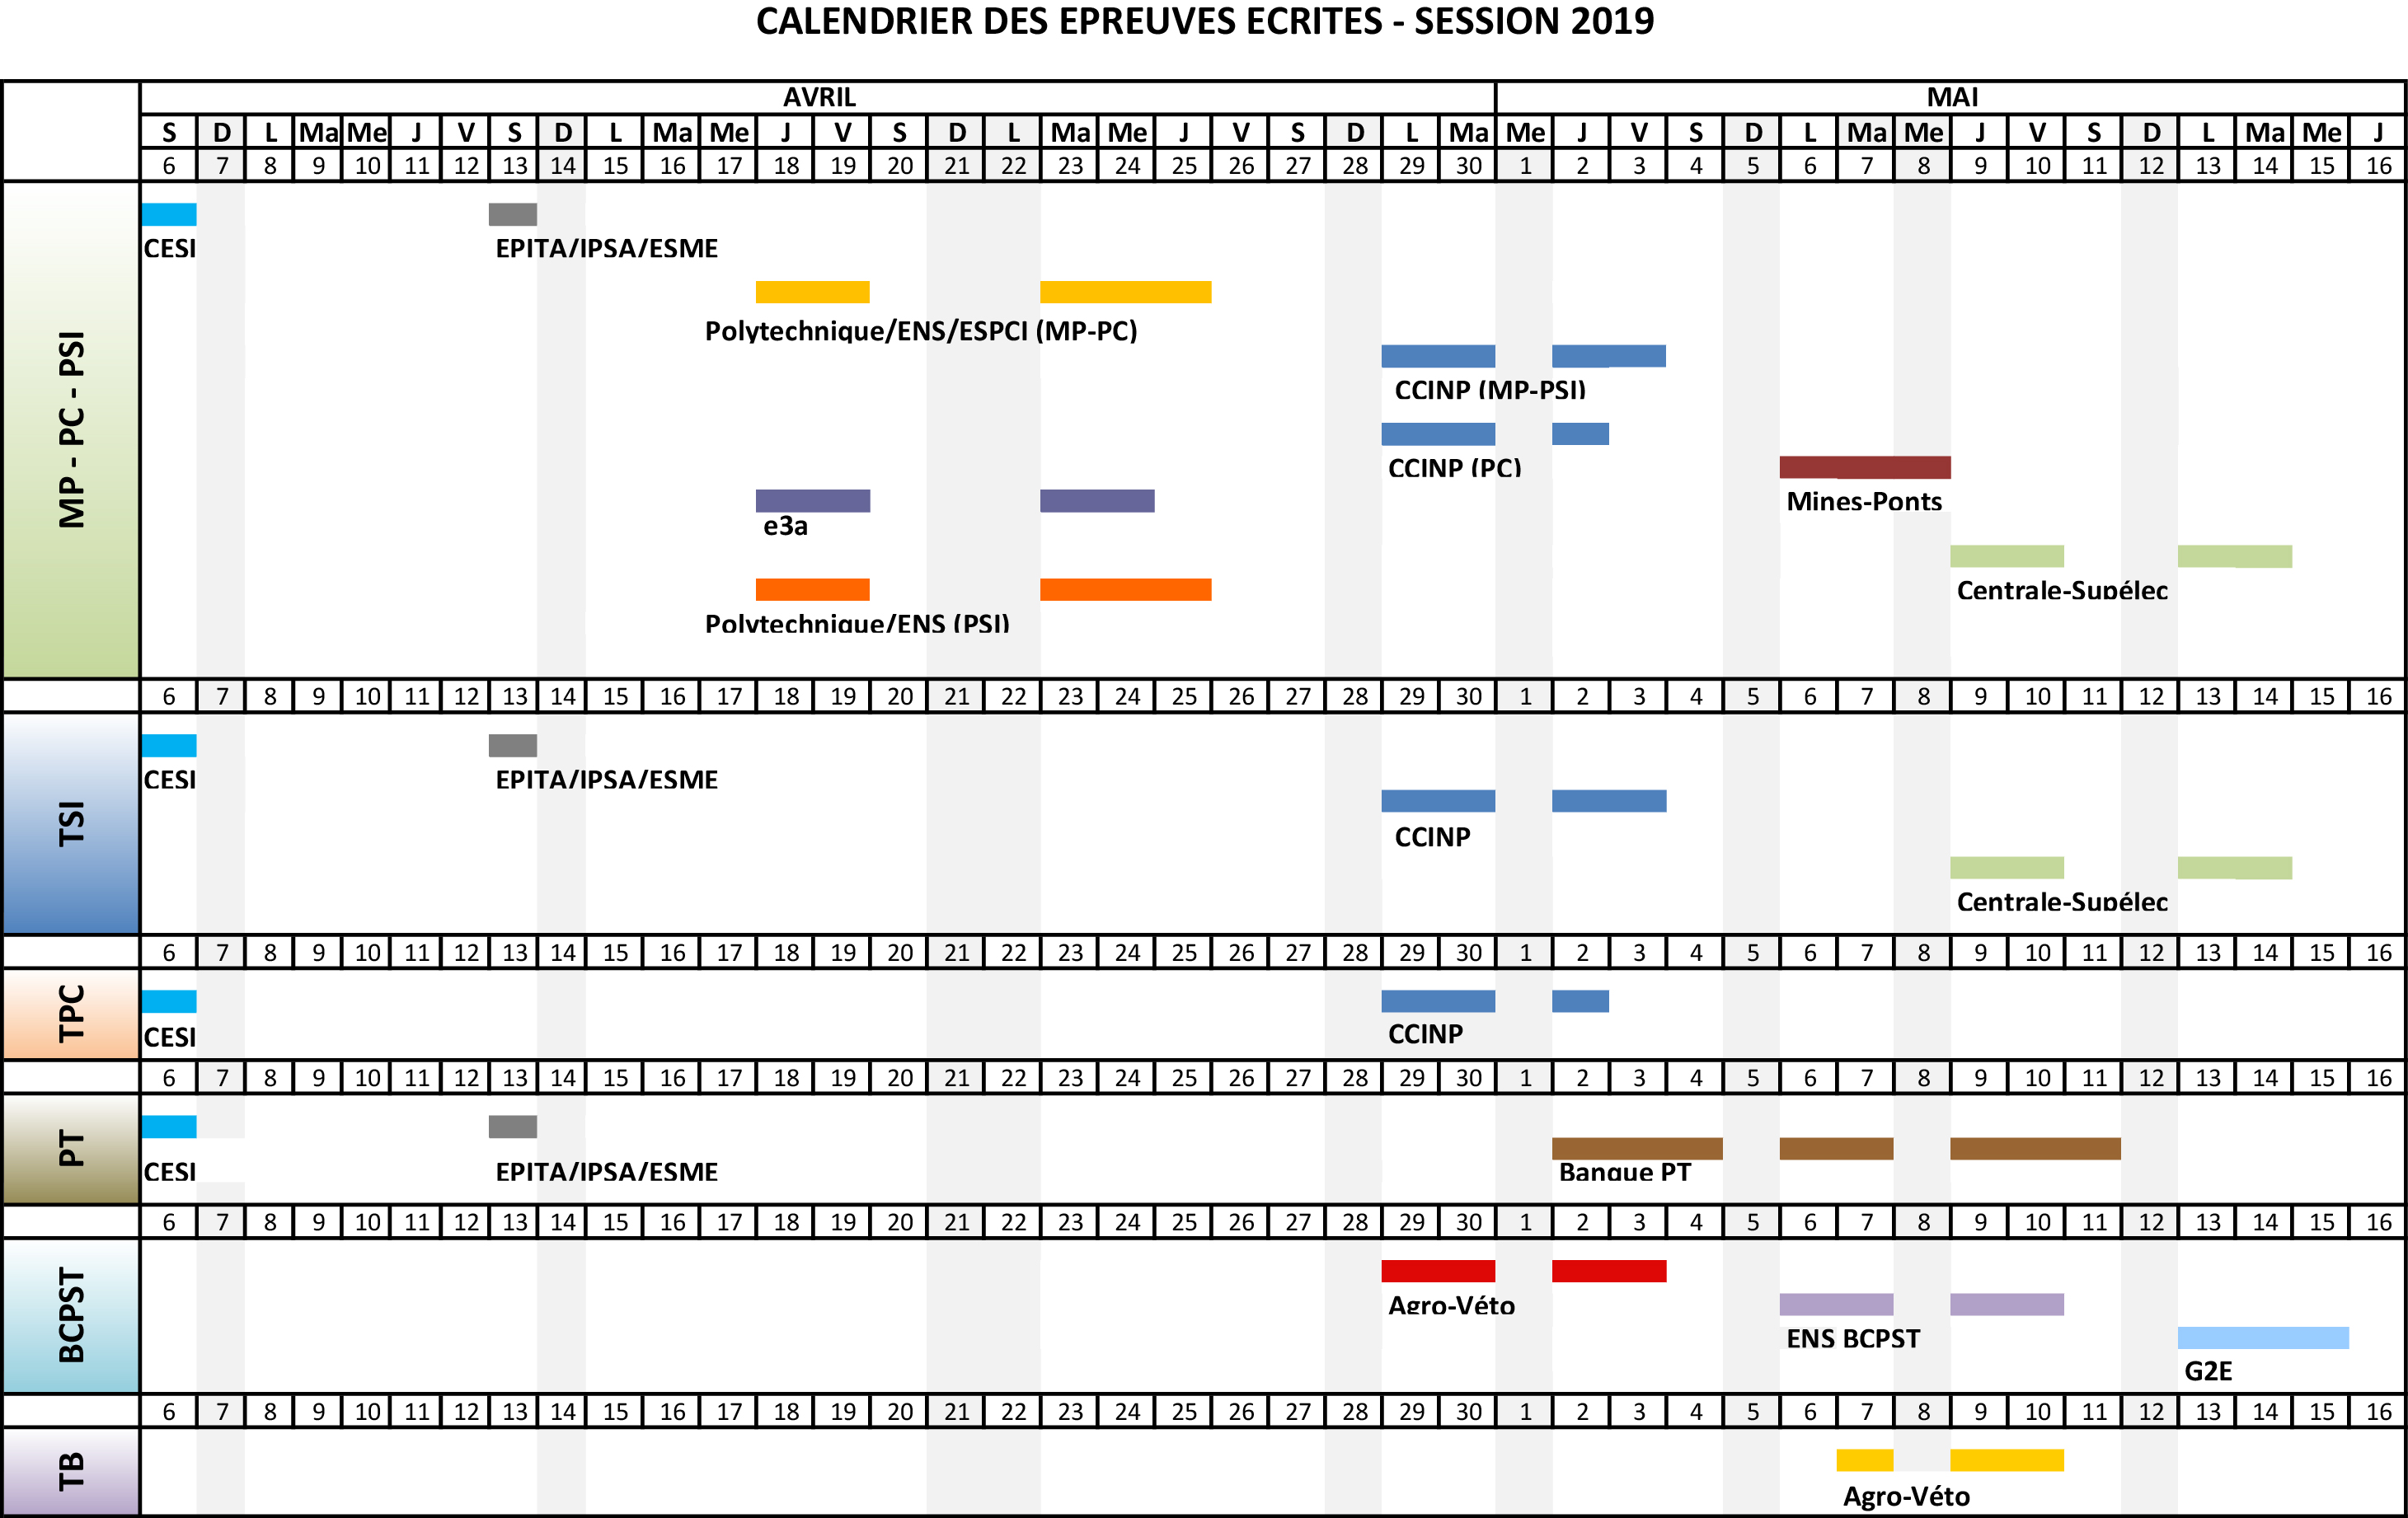 CALENDRIER DES EPREUVES ECRITES - SESSION 2019
AVRIL MAI
S D L Ma Me J V S D L Ma Me J V S D L Ma Me J V S D L Ma Me J V S D L Ma Me J V S D L Ma Me J
6 7 8 9 10 11 12 13 14 15 16 17 18 19 20 21 22 23 24 25 26 27 28 29 30 1 2 3 4 5 6 7 8 9 10 11 12 13 14 15 16
MP - PC - PSI
CESI EPITA/IPSA/ESME
Polytechnique/ENS/ESPCI (MP-PC)
CCINP (MP-PSI)
CCINP (PC)
Mines-Ponts
e3a
Centrale-Supélec
Polytechnique/ENS (PSI)
6 7 8 9 10 11 12 13 14 15 16 17 18 19 20 21 22 23 24 25 26 27 28 29 30 1 2 3 4 5 6 7 8 9 10 11 12 13 14 15 16
TSI
CESI EPITA/IPSA/ESME
CCINP
Centrale-Supélec
6 7 8 9 10 11 12 13 14 15 16 17 18 19 20 21 22 23 24 25 26 27 28 29 30 1 2 3 4 5 6 7 8 9 10 11 12 13 14 15 16
TPC
CESI CCINP
6 7 8 9 10 11 12 13 14 15 16 17 18 19 20 21 22 23 24 25 26 27 28 29 30 1 2 3 4 5 6 7 8 9 10 11 12 13 14 15 16
PT
CESI EPITA/IPSA/ESME Banque PT
6 7 8 9 10 11 12 13 14 15 16 17 18 19 20 21 22 23 24 25 26 27 28 29 30 1 2 3 4 5 6 7 8 9 10 11 12 13 14 15 16
BCPST
Agro-Véto
ENS BCPST
G2E
6 7 8 9 10 11 12 13 14 15 16 17 18 19 20 21 22 23 24 25 26 27 28 29 30 1 2 3 4 5 6 7 8 9 10 11 12 13 14 15 16
TB
Agro-Véto